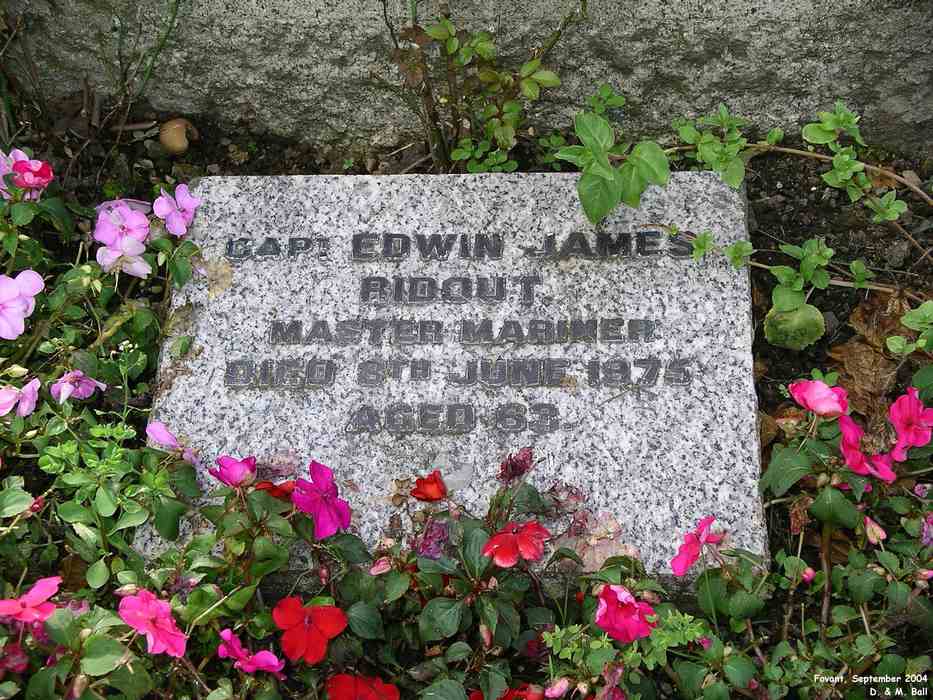 CAPT EDWIN JAMES
RIDOUT.
MASTER MARINER
DIED 8TH JUNE 1975
AGED 63.
Fovant, September 2004
D. & M. Ball